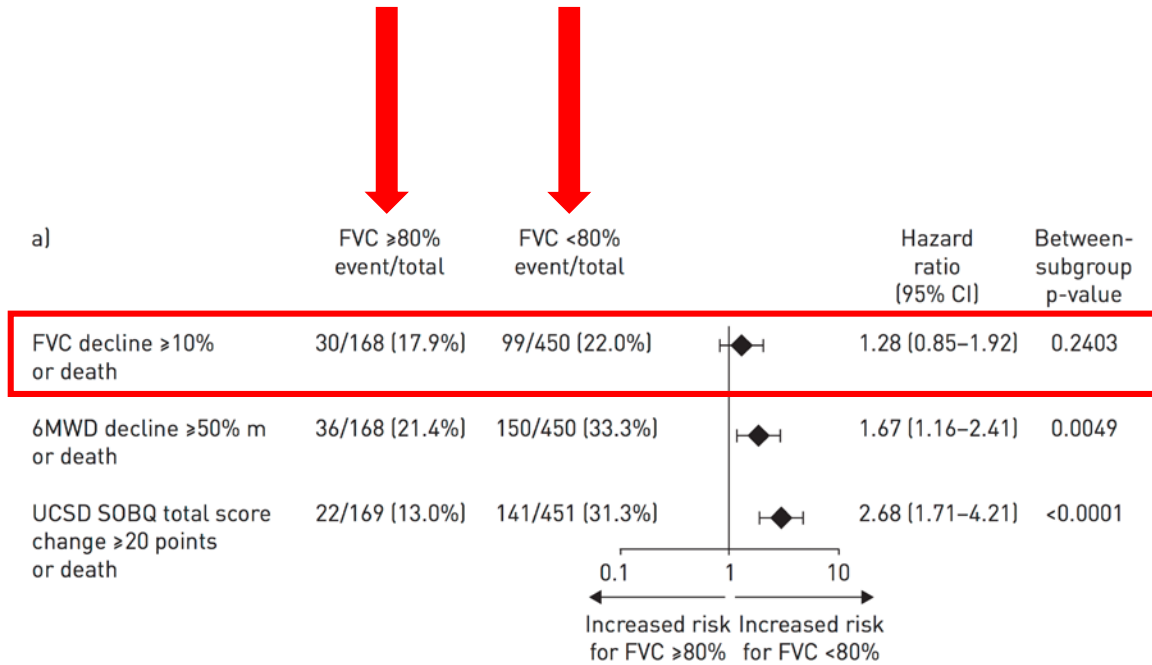 a) FVC ≥80% FVC <80% Hazard Between-
event/total event/total ratio subgroup
(95% CI) p-value
FVC decline ≥10% 30/168 (17.9%) 99/450 (22.0%) 1.28 (0.85–1.92) 0.2403
or death
6MWD decline ≥50% m 36/168 (21.4%) 150/450 (33.3%) 1.67 (1.16–2.41) 0.0049
or death
UCSD SOBQ total score 22/169 (13.0%) 141/451 (31.3%) 2.68 (1.71–4.21) <0.0001
change ≥20 points
or death
0.1 1 10
Increased risk Increased risk
for FVC ≥80% for FVC <80%